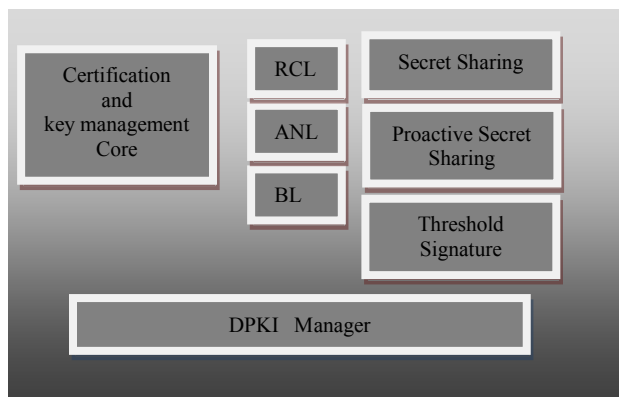 Certification
and
key management
Core
RCL
ANL
BL
Secret Sharing
Proactive Secret
Sharing
Threshold
Signature
DPKI Manager